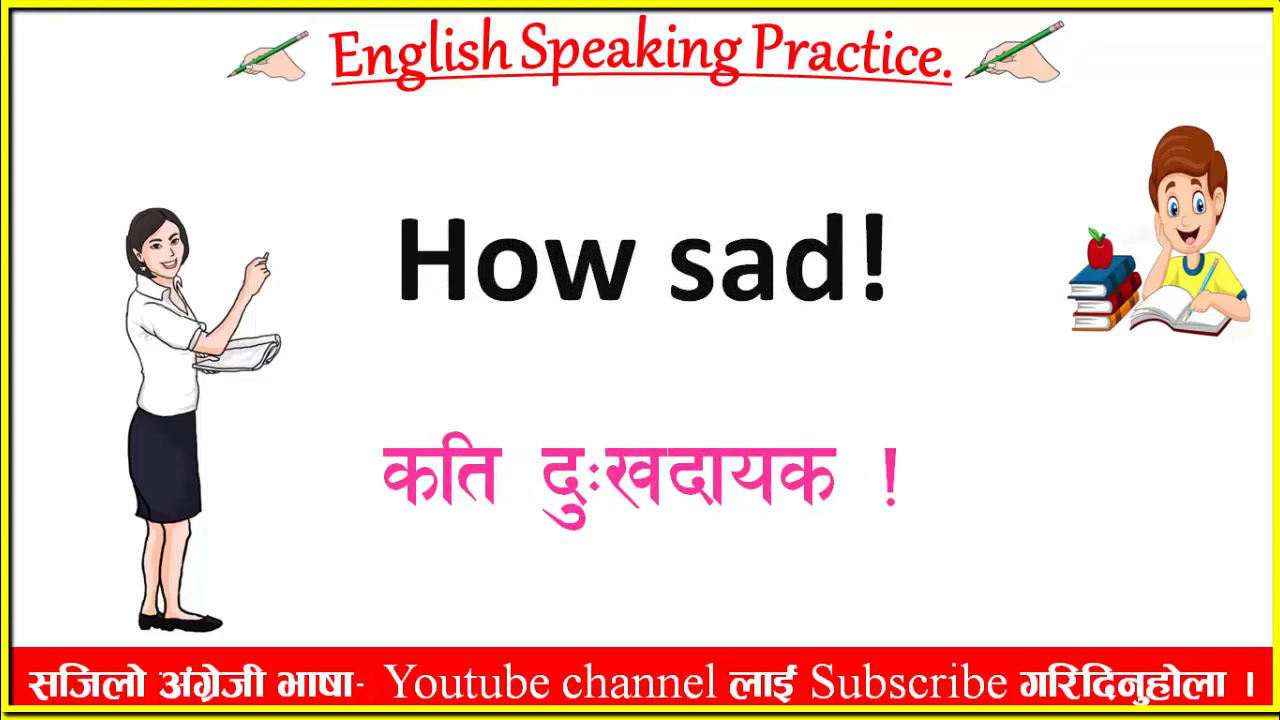 English Speaking Practice.
How sad!
कति दुःखदायक !
सजिलो अंग्रेजी भाषा- Youtube channel लाई Subscribe गरिदिनुहोला ।